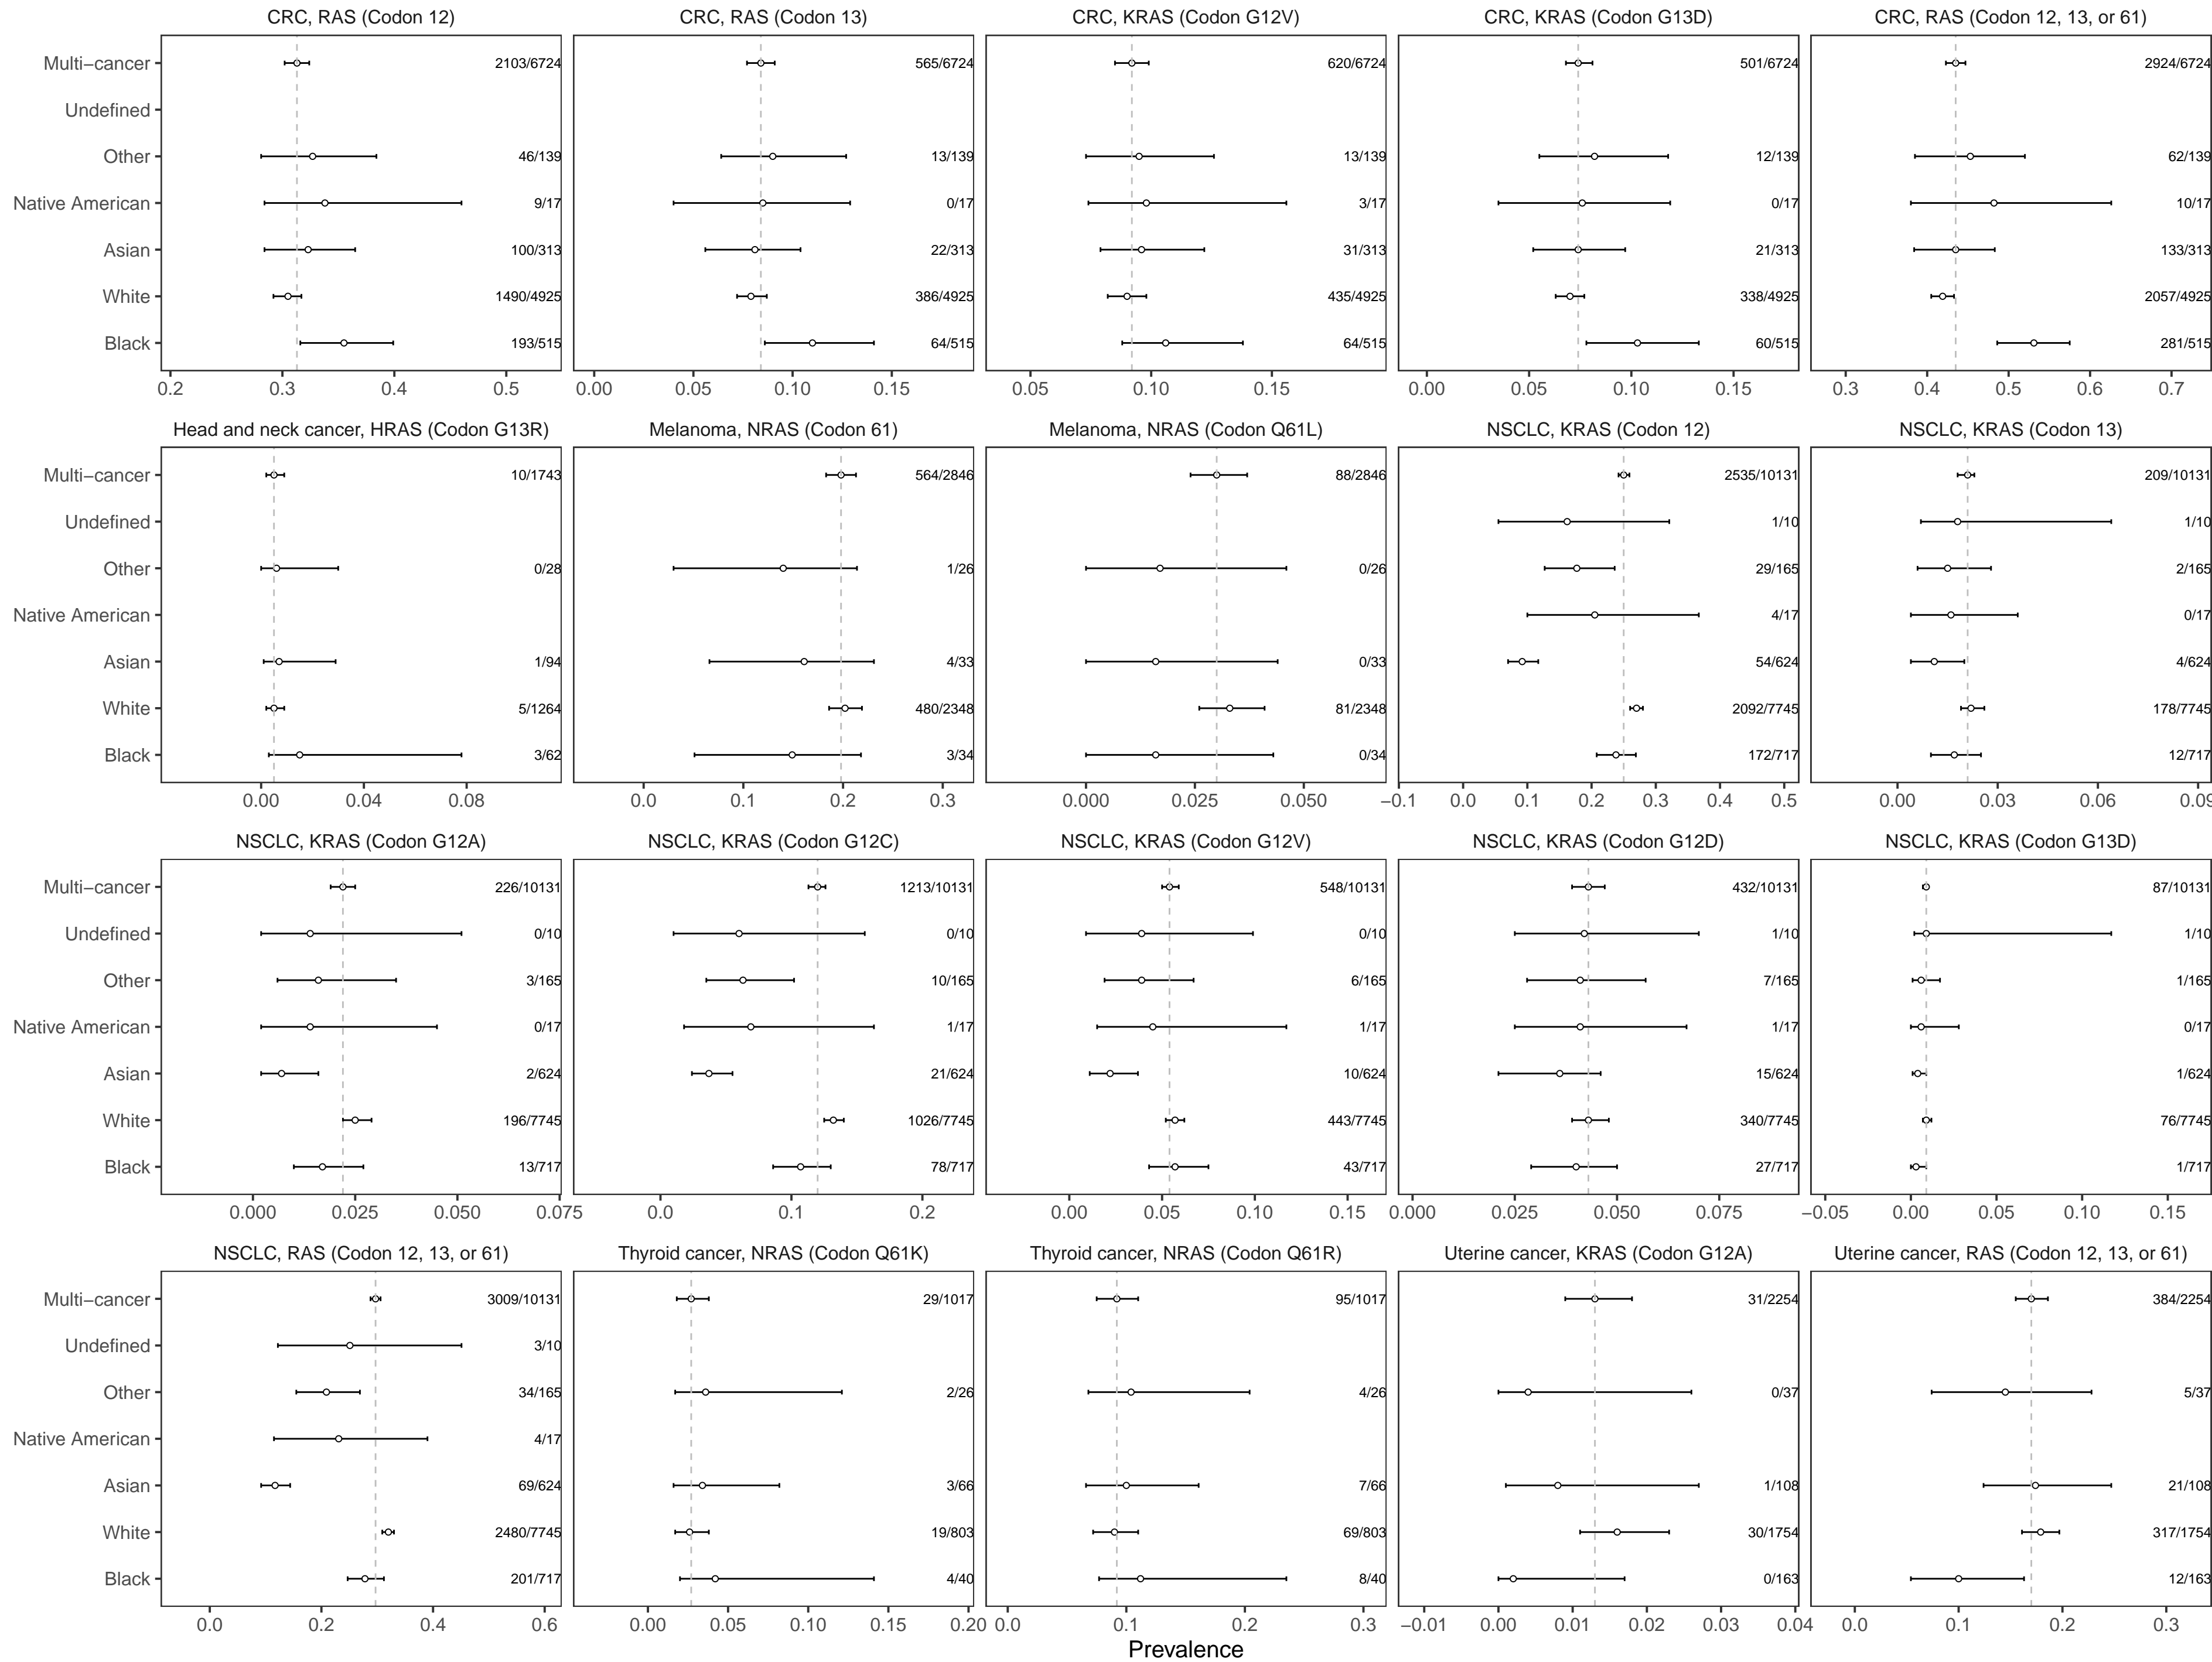 CRC, RAS (Codon 12) CRC, RAS (Codon 13) CRC, KRAS (Codon G12V) CRC, KRAS (Codon G13D) CRC, RAS (Codon 12, 13, or 61)
Multi−cancer 2103/6724 565/6724 620/6724 501/6724 2924/6724
Undefined
Other 46/139 13/139 13/139 12/139 62/139
Native American 9/17 0/17 3/17 0/17 10/17
Asian 100/313 22/313 31/313 21/313 133/313
White 1490/4925 386/4925 435/4925 338/4925 2057/4925
Black 193/515 64/515 64/515 60/515 281/515
0.2 0.3 0.4 0.5 0.00 0.05 0.10 0.15 0.05 0.10 0.15 0.00 0.05 0.10 0.15 0.3 0.4 0.5 0.6 0.7
Head and neck cancer, HRAS (Codon G13R) Melanoma, NRAS (Codon 61) Melanoma, NRAS (Codon Q61L) NSCLC, KRAS (Codon 12) NSCLC, KRAS (Codon 13)
Multi−cancer 10/1743 564/2846 88/2846 2535/10131 209/10131
Undefined 1/10 1/10
Other 0/28 1/26 0/26 29/165 2/165
Native American 4/17 0/17
Asian 1/94 4/33 0/33 54/624 4/624
White 5/1264 480/2348 81/2348 2092/7745 178/7745
Black 3/62 3/34 0/34 172/717 12/717
0.00 0.04 0.08 0.0 0.1 0.2 0.3 0.000 0.025 0.050 −0.1 0.0 0.1 0.2 0.3 0.4 0.5 0.00 0.03 0.06 0.09
NSCLC, KRAS (Codon G12A) NSCLC, KRAS (Codon G12C) NSCLC, KRAS (Codon G12V) NSCLC, KRAS (Codon G12D) NSCLC, KRAS (Codon G13D)
Multi−cancer 226/10131 1213/10131 548/10131 432/10131 87/10131
Undefined 0/10 0/10 0/10 1/10 1/10
Other 3/165 10/165 6/165 7/165 1/165
Native American 0/17 1/17 1/17 1/17 0/17
Asian 2/624 21/624 10/624 15/624 1/624
White 196/7745 1026/7745 443/7745 340/7745 76/7745
Black 13/717 78/717 43/717 27/717 1/717
0.000 0.025 0.050 0.075 0.0 0.1 0.2 0.00 0.05 0.10 0.15 0.000 0.025 0.050 0.075 −0.05 0.00 0.05 0.10 0.15
NSCLC, RAS (Codon 12, 13, or 61) Thyroid cancer, NRAS (Codon Q61K) Thyroid cancer, NRAS (Codon Q61R) Uterine cancer, KRAS (Codon G12A) Uterine cancer, RAS (Codon 12, 13, or 61)
Multi−cancer 3009/10131 29/1017 95/1017 31/2254 384/2254
Undefined 3/10
Other 34/165 2/26 4/26 0/37 5/37
Native American 4/17
Asian 69/624 3/66 7/66 1/108 21/108
White 2480/7745 19/803 69/803 30/1754 317/1754
Black 201/717 4/40 8/40 0/163 12/163
0.0 0.2 0.4 0.6 0.00 0.05 0.10 0.15 0.20 0.0 0.1 0.2 0.3 −0.01 0.00 0.01 0.02 0.03 0.04 0.0 0.1 0.2 0.3
Prevalence